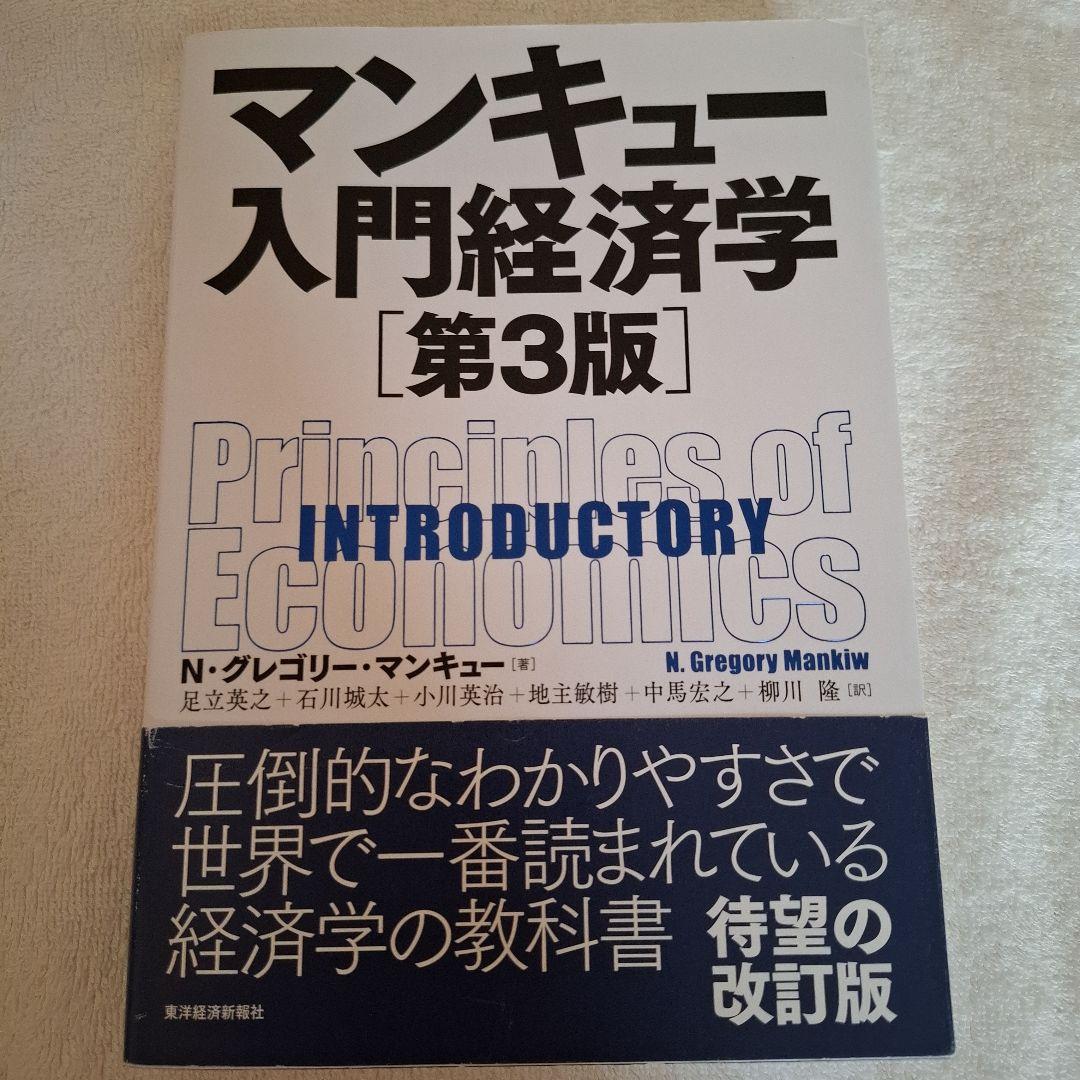 マンキュー
入門経済学
[第3版]
Principles of
INTRODUCTORY
Economics
N・グレゴリー・マンキュー[著]
N. Gregory Mankiw
足立英之+石川城太+小川英治+地主敏樹+中馬宏之+柳川 隆[訳]
圧倒的なわかりやすさで
世界で一番読まれている
経済学の教科書
待望の
改訂版
東洋経済新報社